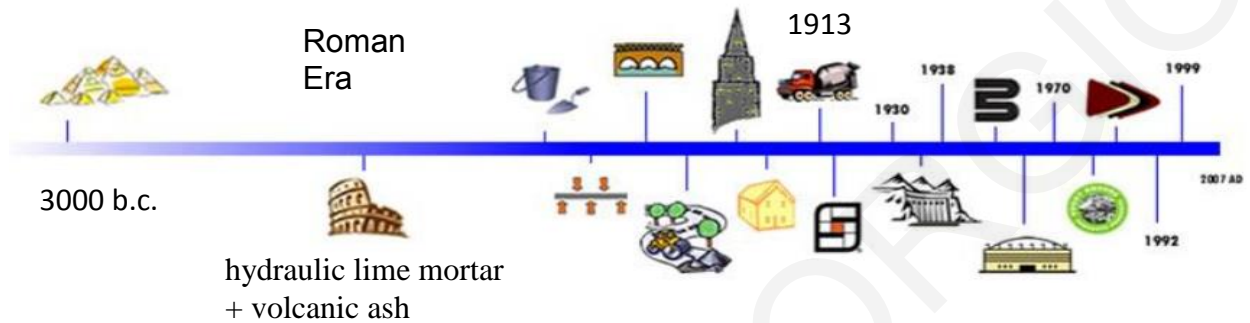 Roman
Era
1913
1930
1938
1970
1999
3000 b.c.
2007 AD
1992
hydraulic lime mortar
+ volcanic ash